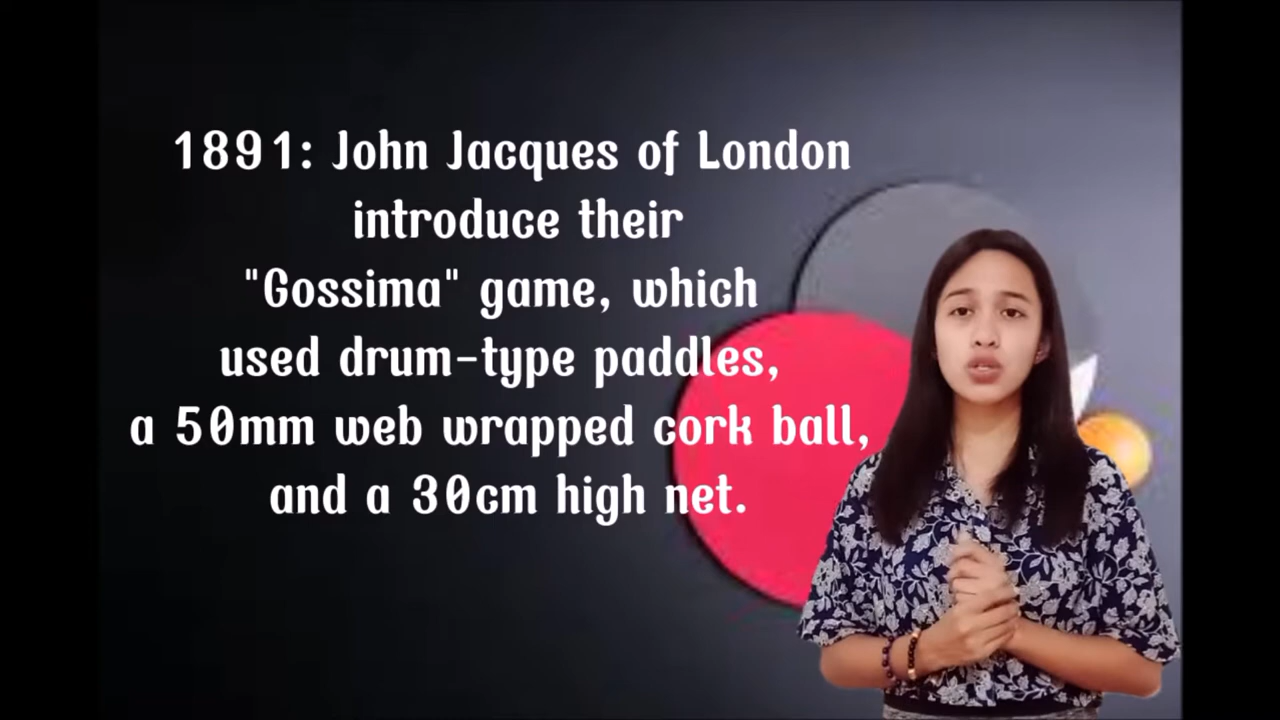 1891: John Jacques of London
introduce their
"Gossima" game, which
used drum-type paddles,
a 50mm web wrapped cork ball,
and a 30cm high net.